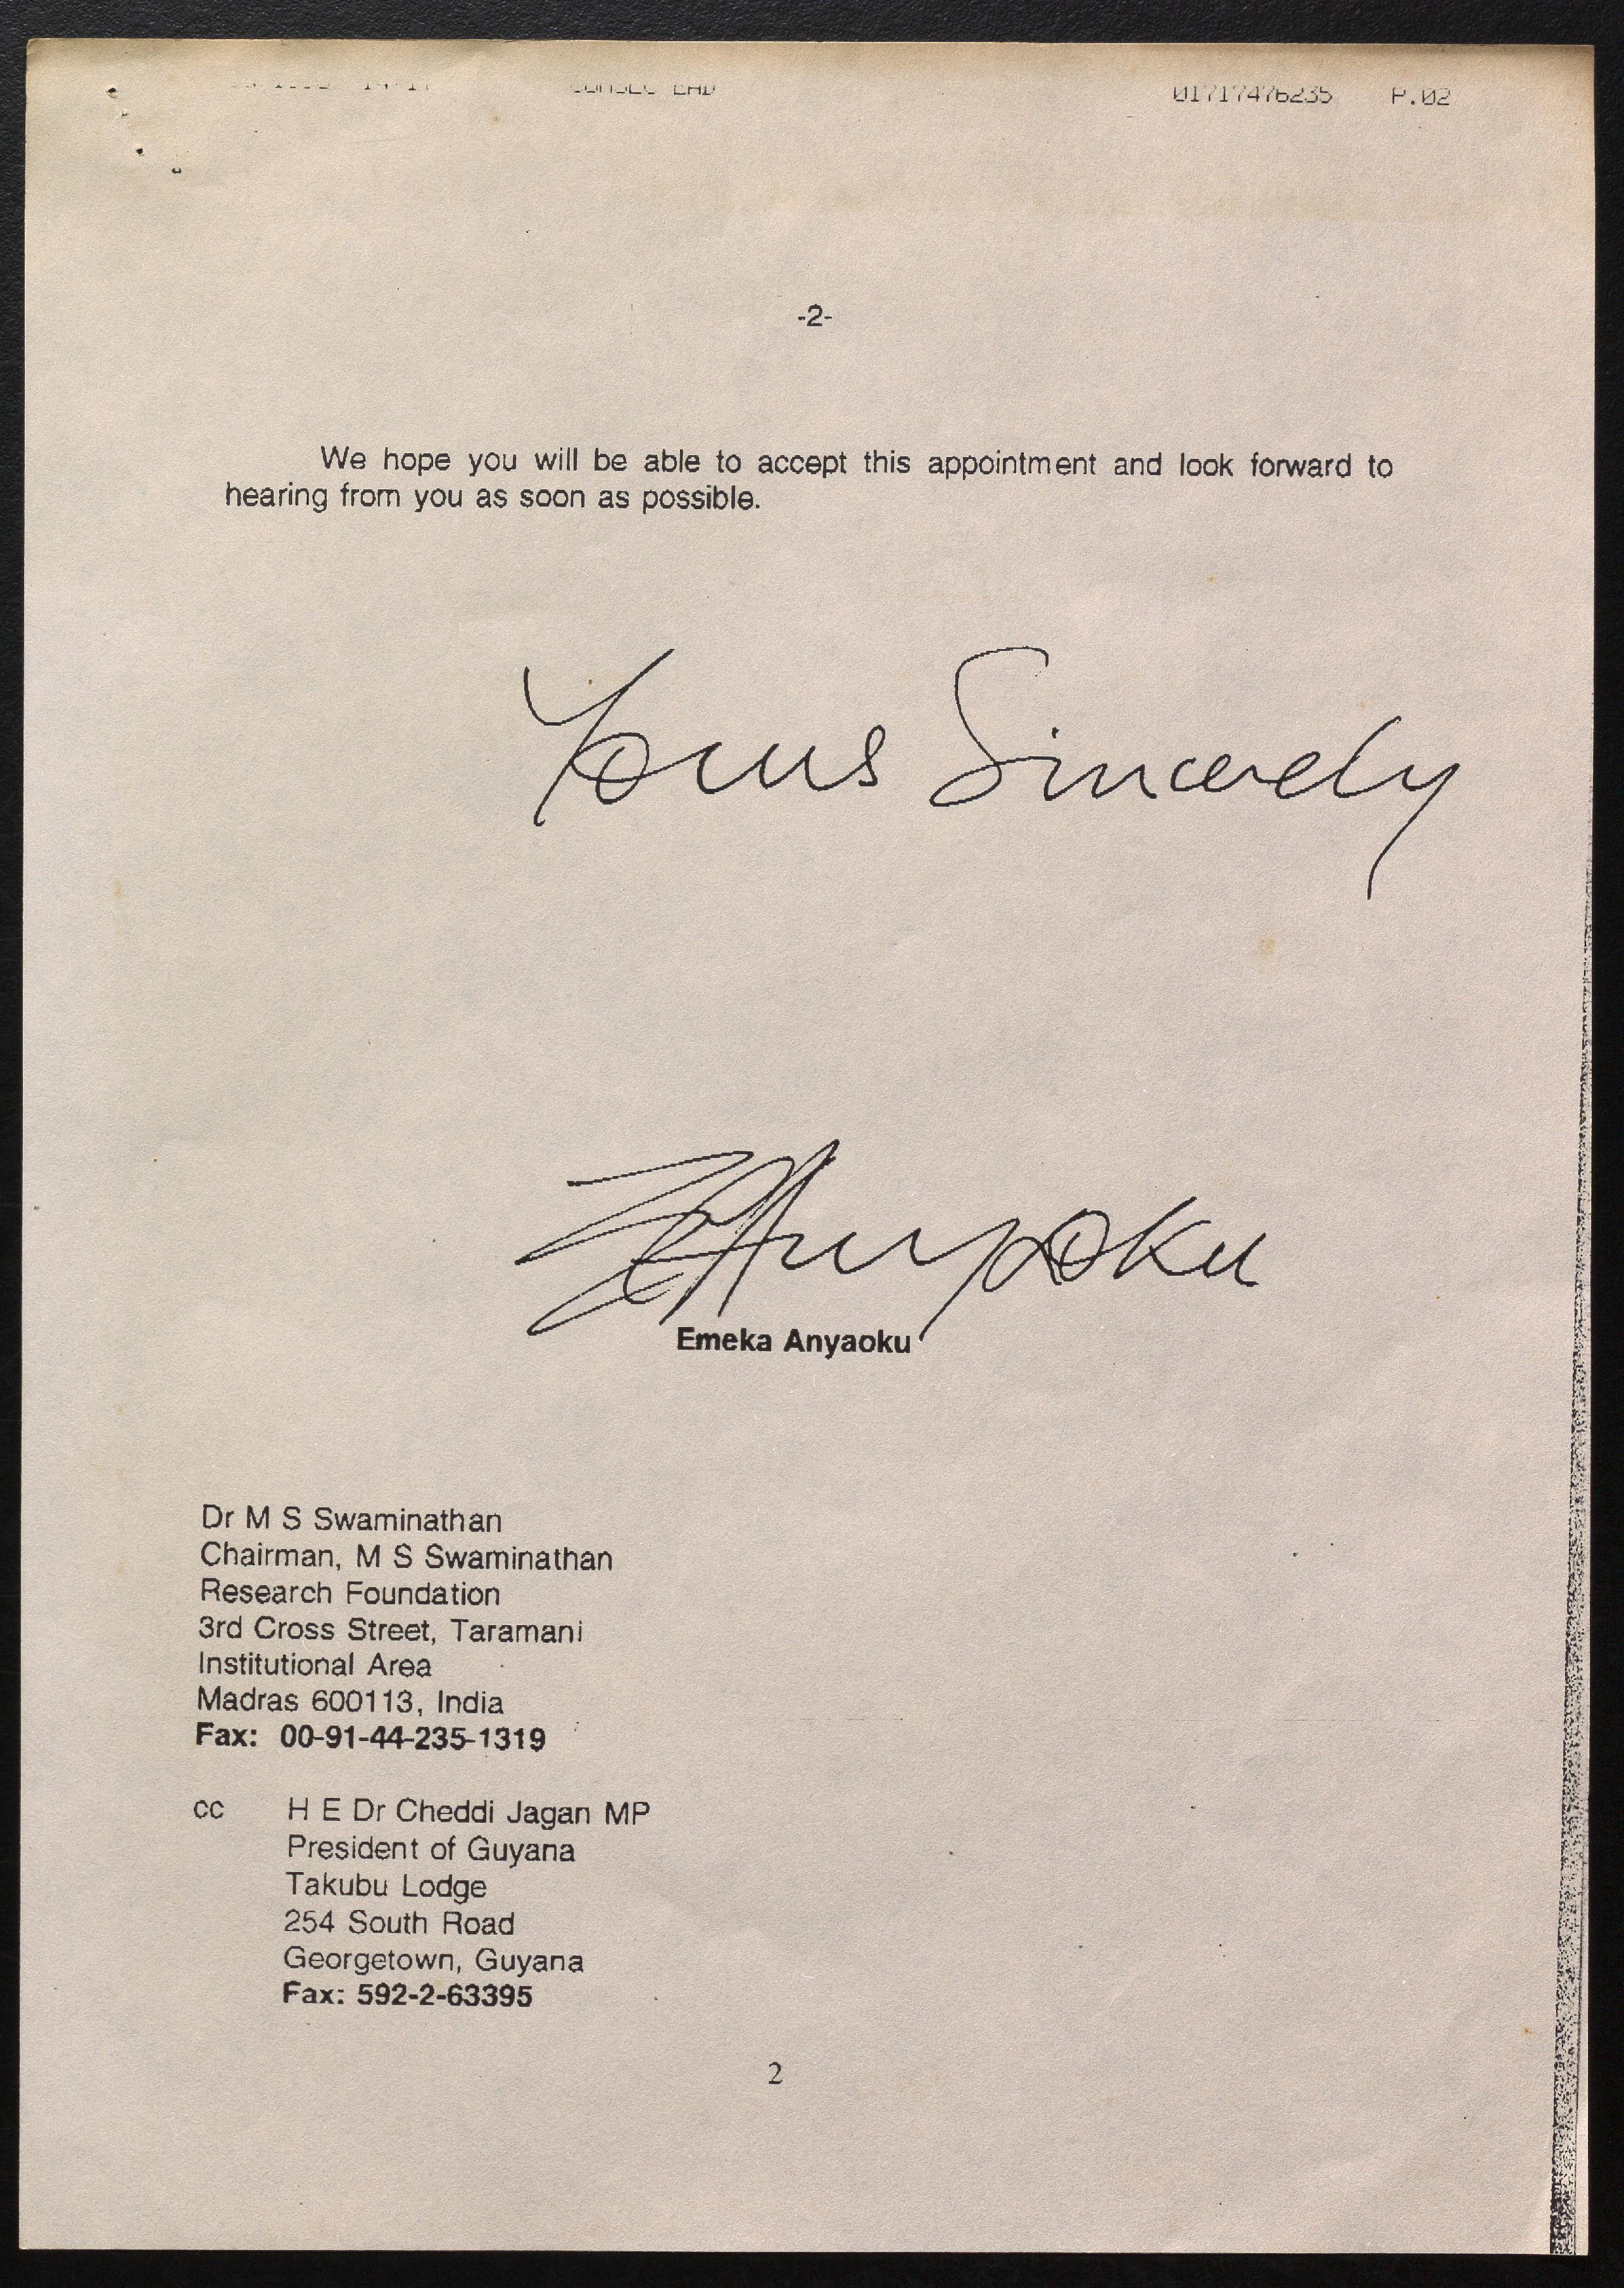 01717476235 P.02
-2-
We hope you will be able to accept this appointment and look forward to
hearing from you as soon as possible.
Yours Sincerely
EAnyaoku
Emeka Anyaoku
Dr M S Swaminathan
Chairman, M S Swaminathan
Research Foundation
3rd Cross Street, Taramani
Institutional Area
Madras 600113, India
Fax: 00-91-44-235-1319
cc H E Dr Cheddi Jagan MP
President of Guyana
Takubu Lodge
254 South Road
Georgetown, Guyana
Fax: 592-2-63395
2